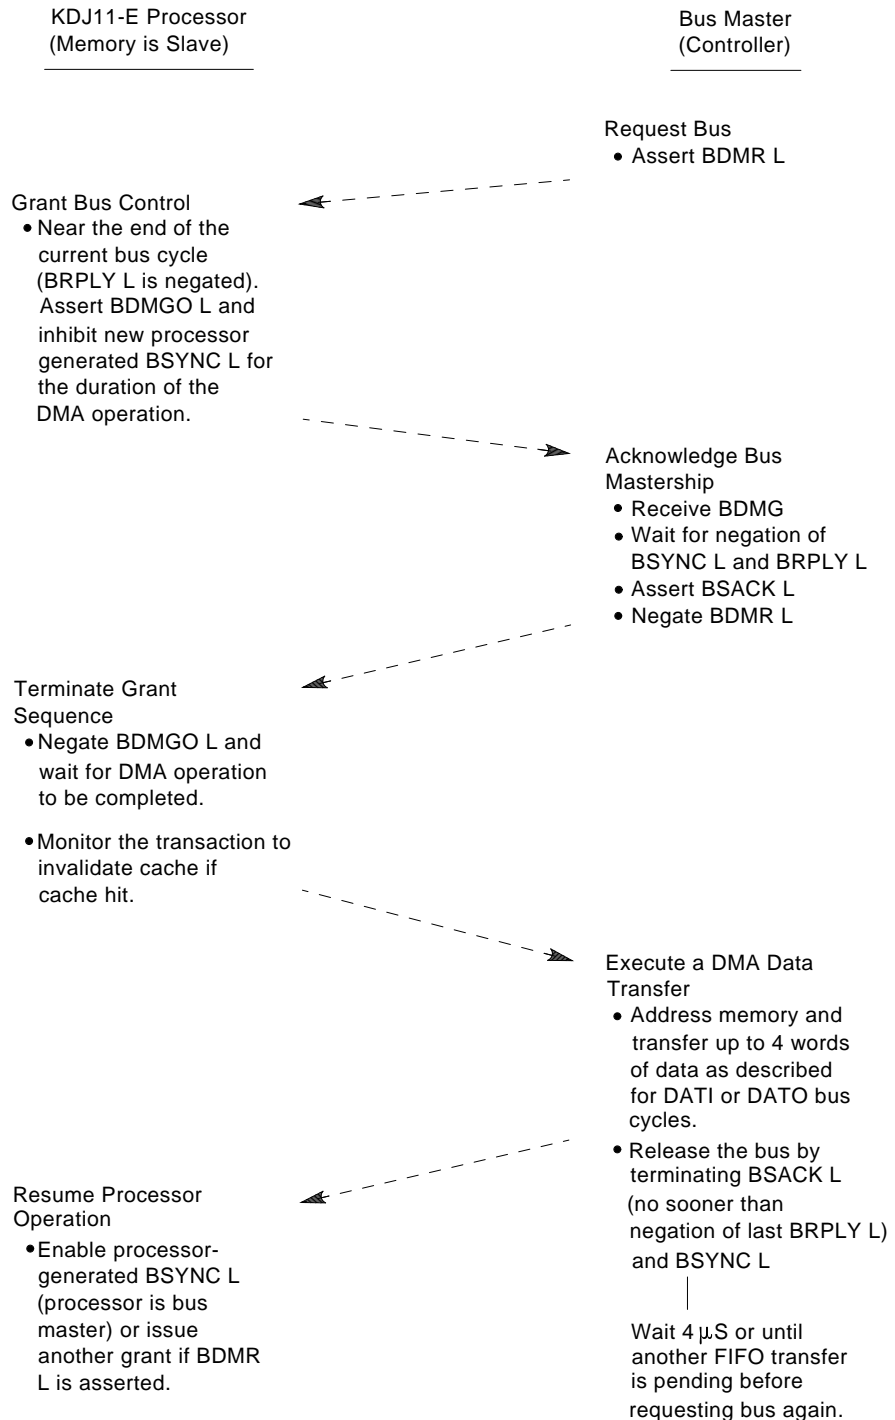 KDJ11-E Processor
(Memory is Slave)
Bus Master
(Controller)
Request Bus
• Assert BDMR L
Grant Bus Control
• Near the end of the
current bus cycle
(BRPLY L is negated).
Assert BDMGO L and
inhibit new processor
generated BSYNC L for
the duration of the
DMA operation.
Acknowledge Bus
Mastership
• Receive BDMG
• Wait for negation of
BSYNC L and BRPLY L
• Assert BSACK L
• Negate BDMR L
Terminate Grant
Sequence
• Negate BDMGO L and
wait for DMA operation
to be completed.
• Monitor the transaction to
invalidate cache if
cache hit.
Execute a DMA Data
Transfer
• Address memory and
transfer up to 4 words
of data as described
for DATI or DATO bus
cycles.
• Release the bus by
terminating BSACK L
(no sooner than
negation of last BRPLY L)
and BSYNC L
Wait 4 µS or until
another FIFO transfer
is pending before
requesting bus again.
Resume Processor
Operation
• Enable processor-
generated BSYNC L
(processor is bus
master) or issue
another grant if BDMR
L is asserted.